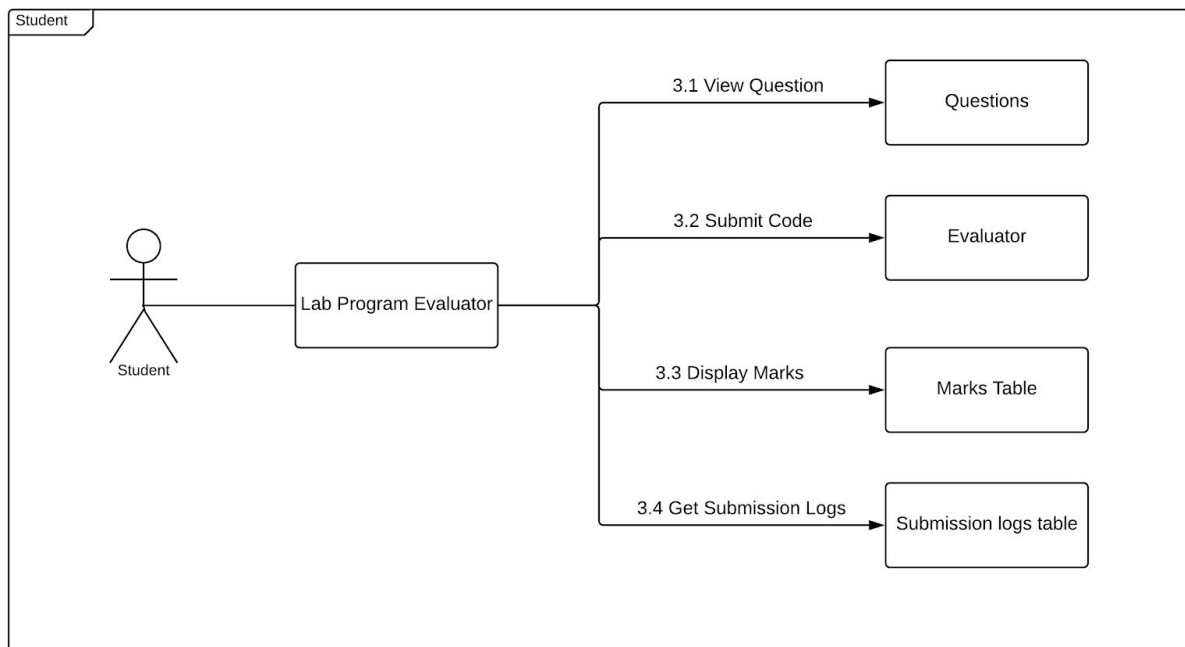 Student
3.1 View Question
Questions
3.2 Submit Code
Evaluator
Lab Program Evaluator
Student
3.3 Display Marks
Marks Table
3.4 Get Submission Logs
Submission logs table